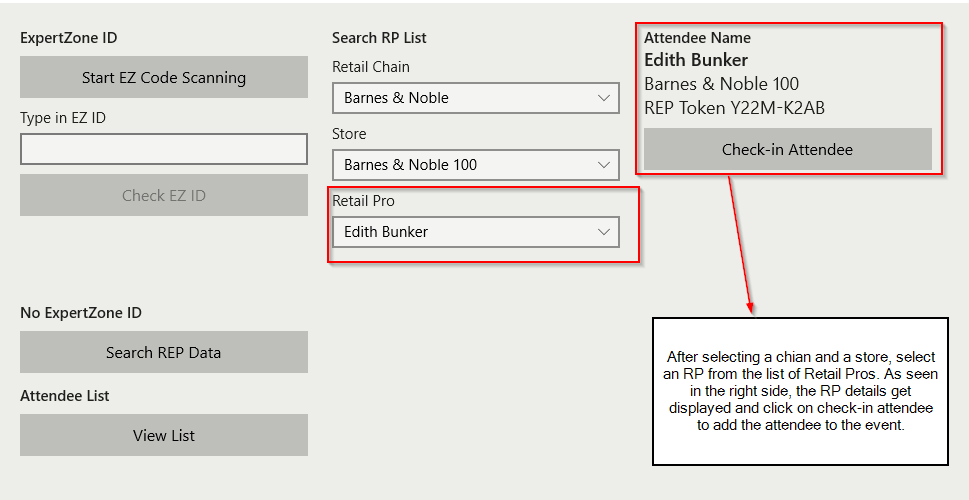 ExpertZone ID
Start EZ Code Scanning
Type in EZ ID
Check EZ ID
No ExpertZone ID
Search REP Data
Attendee List
View List
Search RP List
Retail Chain
Barnes & Noble
Store
Barnes & Noble 100
Retail Pro
Edith Bunker
Attendee Name
Edith Bunker
Barnes & Noble 100
REP Token Y22M-K2AB
Check-in Attendee
After selecting a chian and a store, select
an RP from the list of Retail Pros. As seen
in the right side, the RP details get
displayed and click on check-in attendee
to add the attendee to the event.